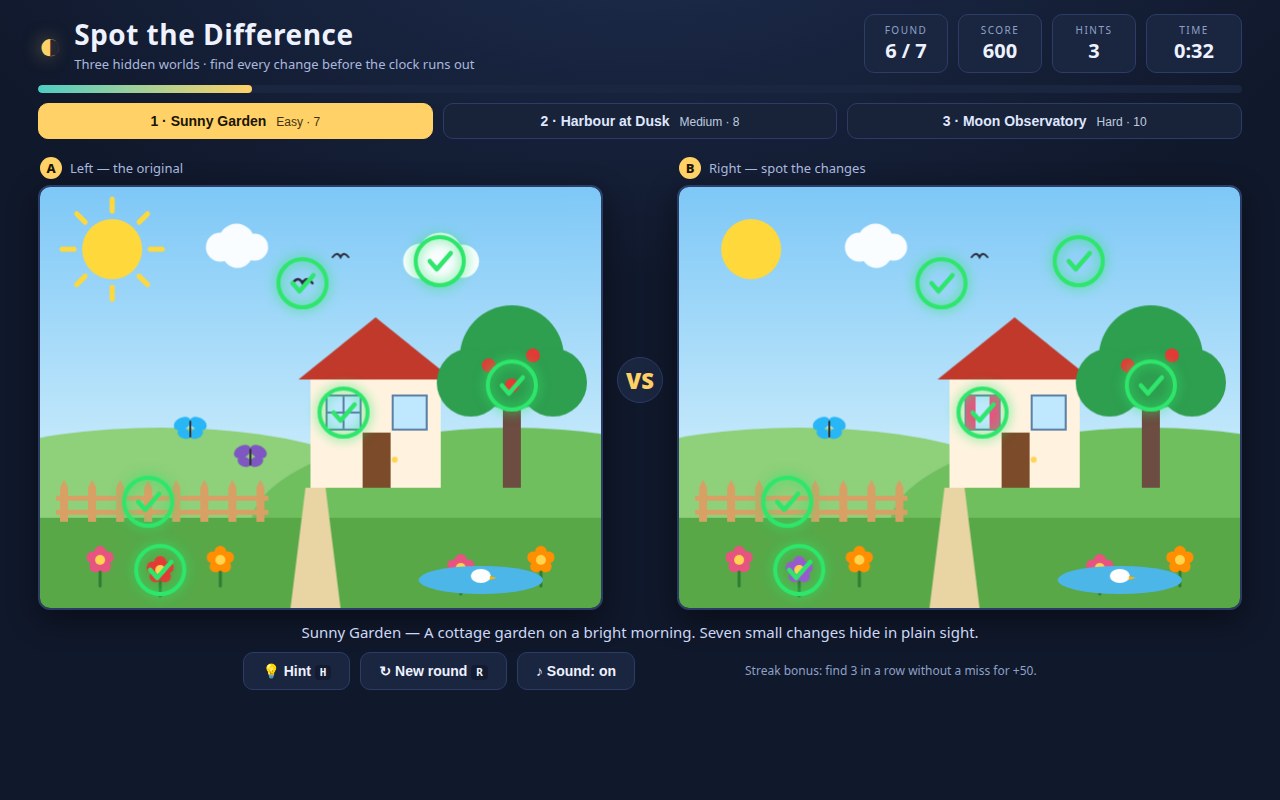 Spot the Difference
Three hidden worlds · find every change before the clock runs out
FOUND
6 / 7
SCORE
600
HINTS
3
TIME
0:32
1 · Sunny Garden Easy · 7
2 · Harbour at Dusk Medium · 8
3 · Moon Observatory Hard · 10
A Left — the original
B Right — spot the changes
VS
Sunny Garden — A cottage garden on a bright morning. Seven small changes hide in plain sight.
💡 Hint H
↻ New round R
♪ Sound: on
Streak bonus: find 3 in a row without a miss for +50.